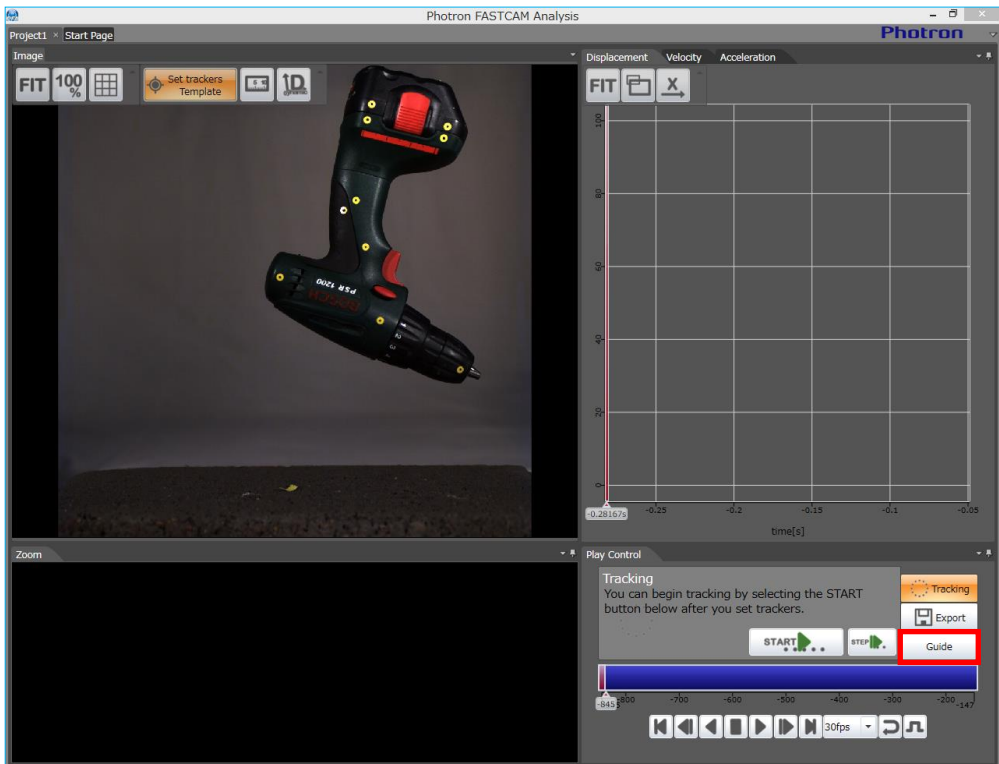 Photron FASTCAM Analysis
Project1 × Start Page
Photron
Image
FIT 100 % Set trackers Template 1D
PSR 1200
BOSCH
2
3
Displacement Velocity Acceleration
FIT X
100
80
60
40
20
0
-0.28167s -0.25 -0.2 -0.15 -0.1 -0.05
time[s]
Zoom
Play Control
Tracking
You can begin tracking by selecting the START
button below after you set trackers.
START STEP
Tracking
Export
Guide
-845 -800 -700 -600 -500 -400 -300 -200 -147
30fps